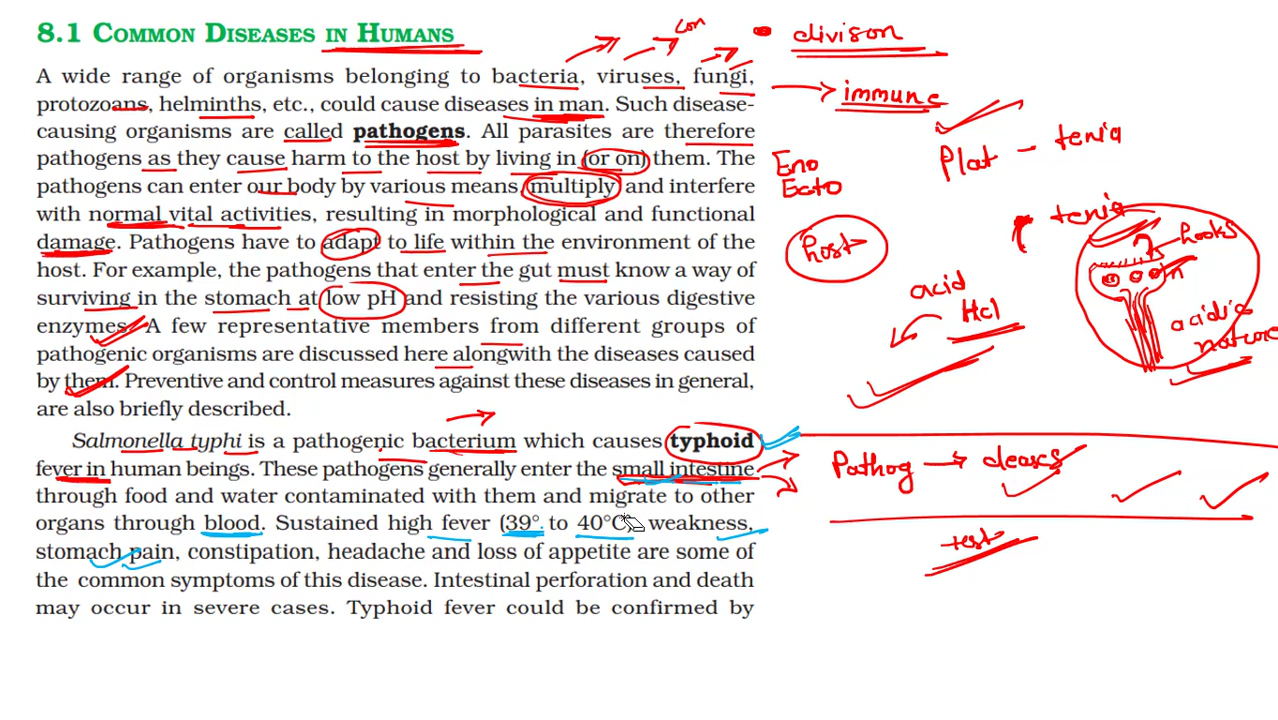 8.1 COMMON DISEASES IN HUMANS
A wide range of organisms belonging to bacteria, viruses, fungi,
protozoans, helminths, etc., could cause diseases in man. Such disease-
causing organisms are called pathogens. All parasites are therefore
pathogens as they cause harm to the host by living in (or on) them. The
pathogens can enter our body by various means, multiply and interfere
with normal vital activities, resulting in morphological and functional
damage. Pathogens have to adapt to life within the environment of the
host. For example, the pathogens that enter the gut must know a way of
surviving in the stomach at low pH and resisting the various digestive
enzymes. A few representative members from different groups of
pathogenic organisms are discussed here alongwith the diseases caused
by them. Preventive and control measures against these diseases in general,
are also briefly described.
Salmonella typhi is a pathogenic bacterium which causes typhoid
fever in human beings. These pathogens generally enter the small intestine
through food and water contaminated with them and migrate to other
organs through blood. Sustained high fever (39° to 40°C), weakness,
stomach pain, constipation, headache and loss of appetite are some of
the common symptoms of this disease. Intestinal perforation and death
may occur in severe cases. Typhoid fever could be confirmed by
con
divison
immune
Plat - tenia
Eno
Ecto
host
tenia
hooks
acid
Hcl
acidic
nature
Pathog → deases
test